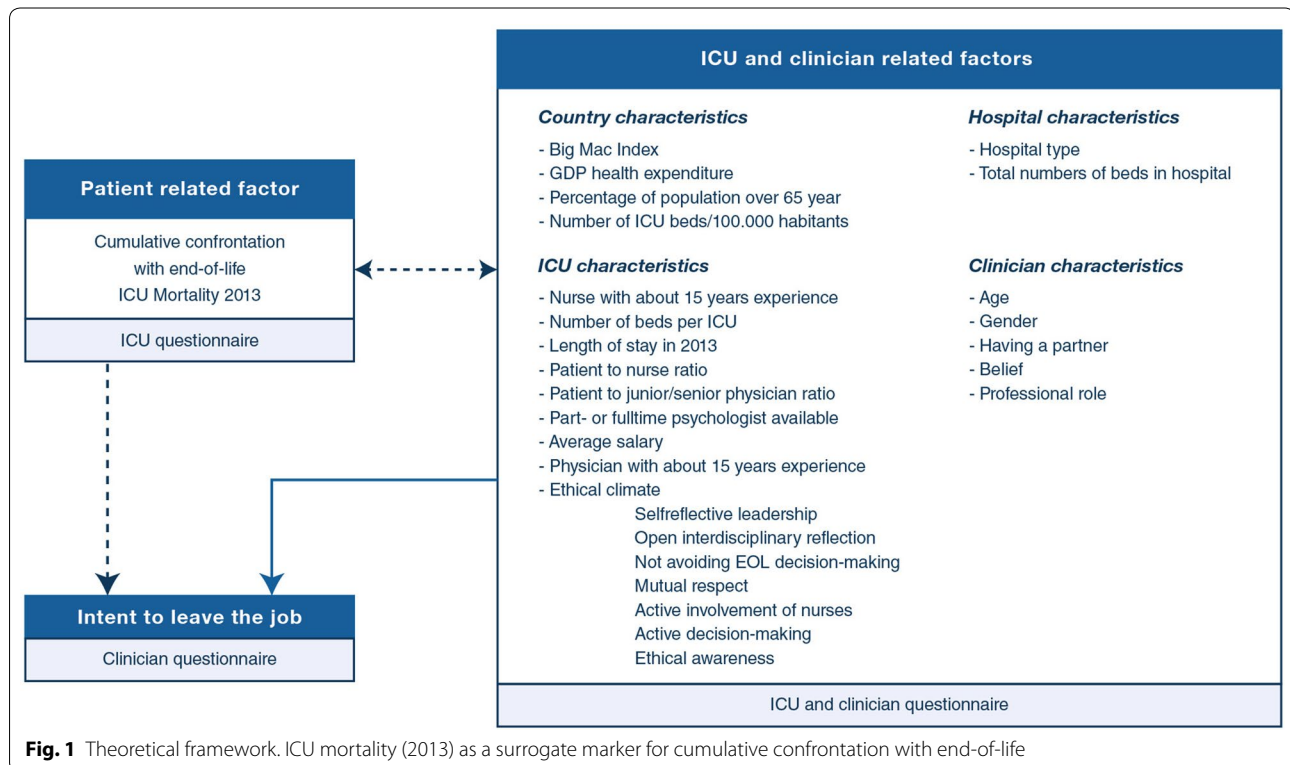 Patient related factor
Cumulative confrontation
with end-of-life
ICU Mortality 2013
ICU questionnaire
Intent to leave the job
Clinician questionnaire
ICU and clinician related factors
Country characteristics
- Big Mac Index
- GDP health expenditure
- Percentage of population over 65 year
- Number of ICU beds/100.000 habitants
Hospital characteristics
- Hospital type
- Total numbers of beds in hospital
ICU characteristics
- Nurse with about 15 years experience
- Number of beds per ICU
- Length of stay in 2013
- Patient to nurse ratio
- Patient to junior/senior physician ratio
- Part- or fulltime psychologist available
- Average salary
- Physician with about 15 years experience
- Ethical climate
Selfreflective leadership
Open interdisciplinary reflection
Not avoiding EOL decision-making
Mutual respect
Active involvement of nurses
Active decision-making
Ethical awareness
Clinician characteristics
- Age
- Gender
- Having a partner
- Belief
- Professional role
ICU and clinician questionnaire
Fig. 1 Theoretical framework. ICU mortality (2013) as a surrogate marker for cumulative confrontation with end-of-life